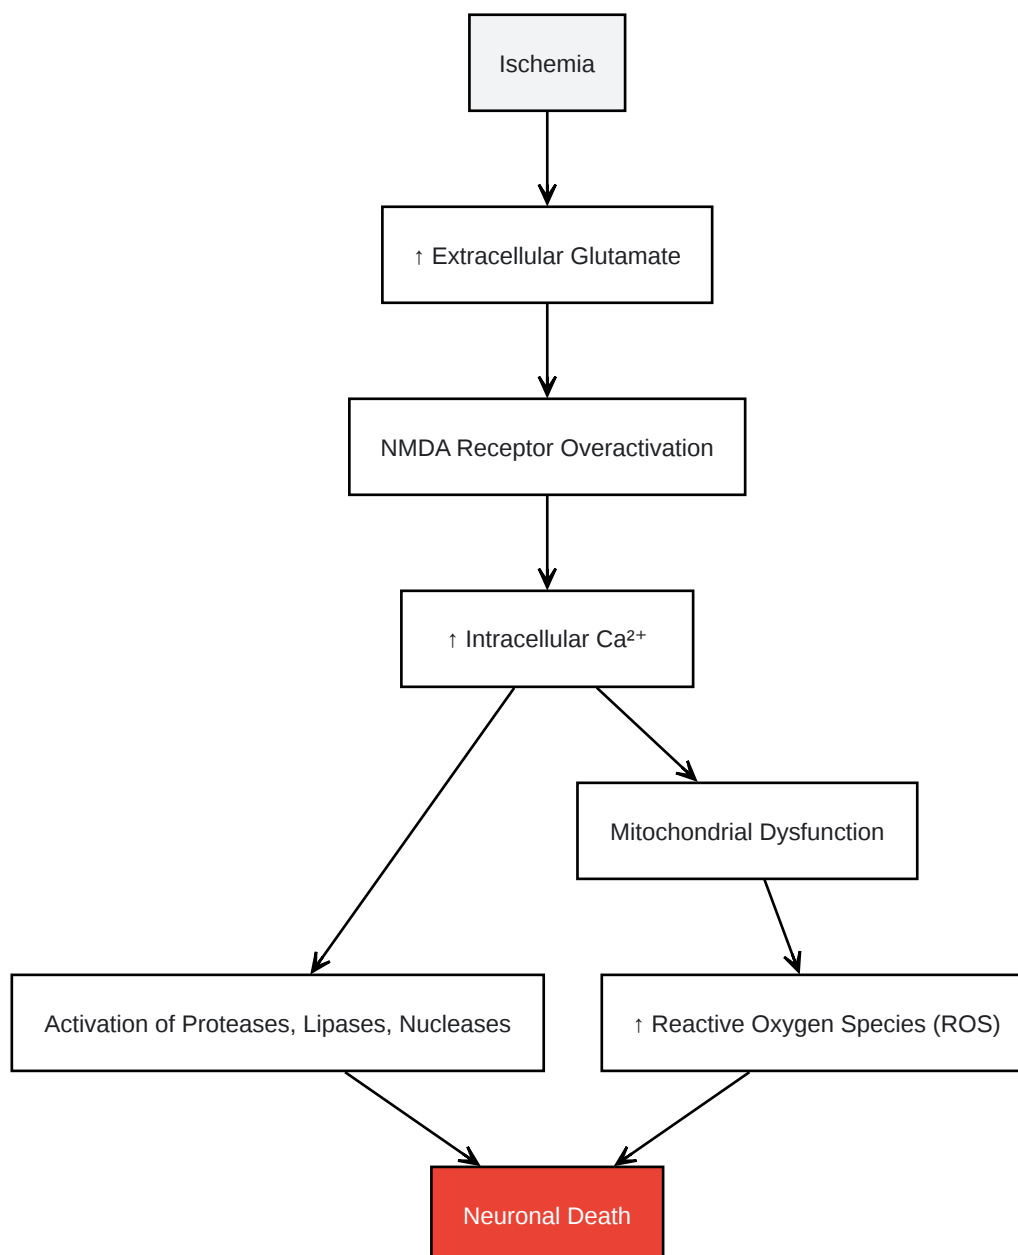 Ischemia
↑ Extracellular Glutamate
NMDA Receptor Overactivation
↑ Intracellular Ca²⁺
Mitochondrial Dysfunction
Activation of Proteases, Lipases, Nucleases
↑ Reactive Oxygen Species (ROS)
Neuronal Death